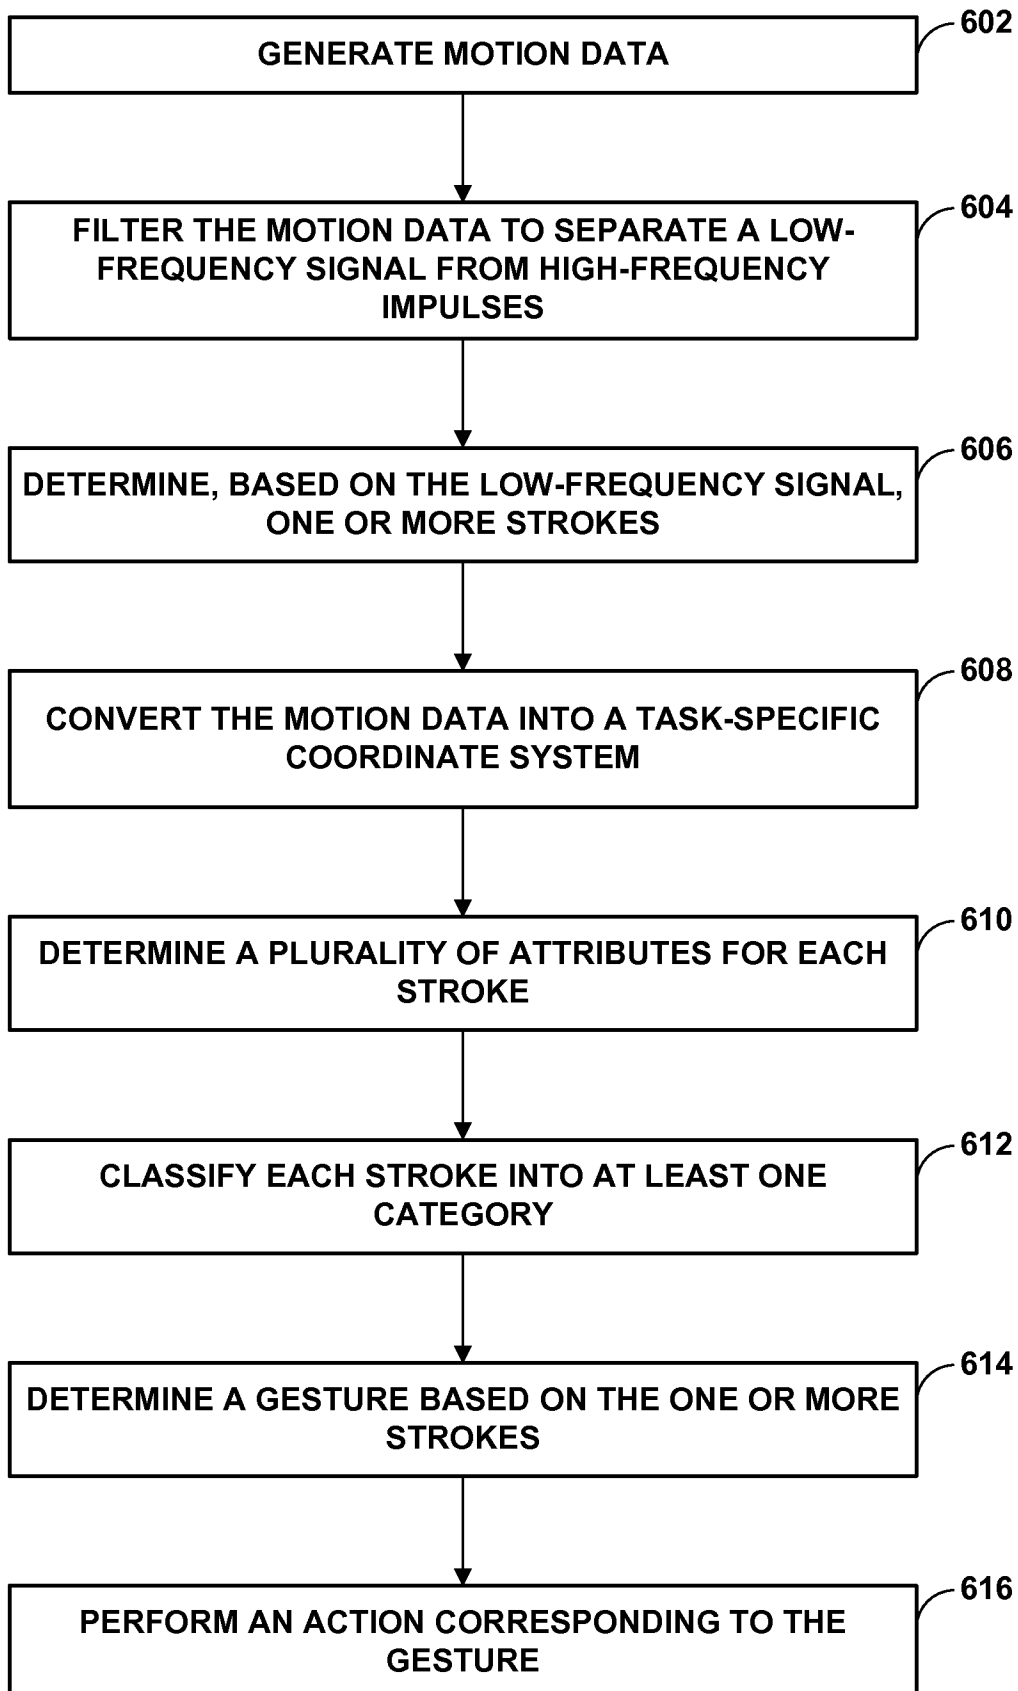 602
GENERATE MOTION DATA
604
FILTER THE MOTION DATA TO SEPARATE A LOW-
FREQUENCY SIGNAL FROM HIGH-FREQUENCY
IMPULSES
606
DETERMINE, BASED ON THE LOW-FREQUENCY SIGNAL,
ONE OR MORE STROKES
608
CONVERT THE MOTION DATA INTO A TASK-SPECIFIC
COORDINATE SYSTEM
610
DETERMINE A PLURALITY OF ATTRIBUTES FOR EACH
STROKE
612
CLASSIFY EACH STROKE INTO AT LEAST ONE
CATEGORY
614
DETERMINE A GESTURE BASED ON THE ONE OR MORE
STROKES
616
PERFORM AN ACTION CORRESPONDING TO THE
GESTURE